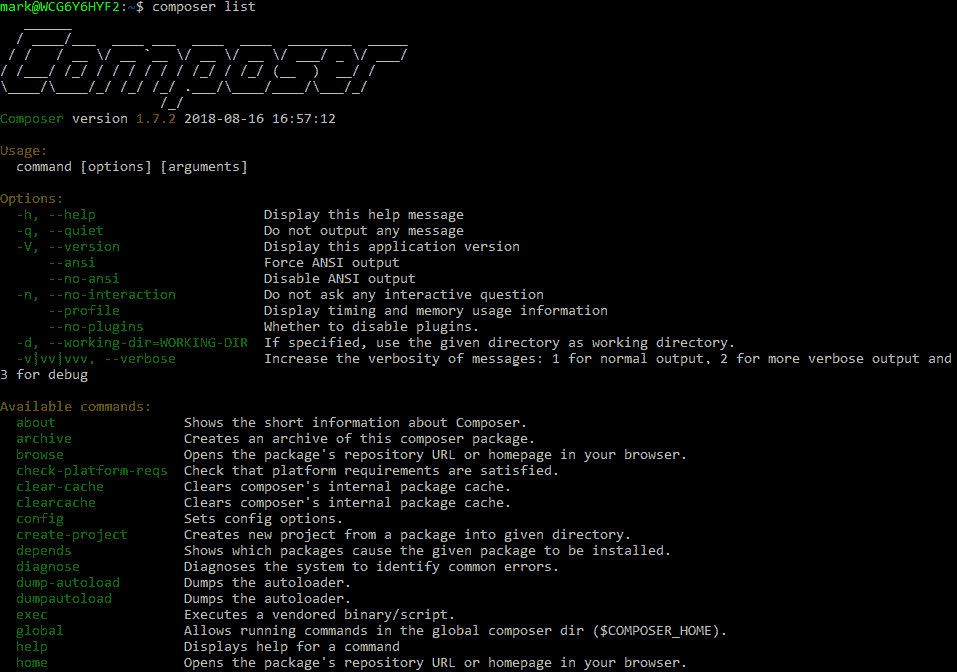 mark@WCG6Y6HYF2:~$ composer list
Composer
Composer version 1.7.2 2018-08-16 16:57:12
Usage:
command [options] [arguments]
Options:
-h, --help Display this help message
-q, --quiet Do not output any message
-V, --version Display this application version
--ansi Force ANSI output
--no-ansi Disable ANSI output
-n, --no-interaction Do not ask any interactive question
--profile Display timing and memory usage information
--no-plugins Whether to disable plugins.
-d, --working-dir=WORKING-DIR If specified, use the given directory as working directory.
-v|vv|vvv, --verbose Increase the verbosity of messages: 1 for normal output, 2 for more verbose output and
3 for debug
Available commands:
about Shows the short information about Composer.
archive Creates an archive of this composer package.
browse Opens the package's repository URL or homepage in your browser.
check-platform-reqs Check that platform requirements are satisfied.
clear-cache Clears composer's internal package cache.
clearcache Clears composer's internal package cache.
config Sets config options.
create-project Creates new project from a package into given directory.
depends Shows which packages cause the given package to be installed.
diagnose Diagnoses the system to identify common errors.
dump-autoload Dumps the autoloader.
dumpautoload Dumps the autoloader.
exec Executes a vendored binary/script.
global Allows running commands in the global composer dir ($COMPOSER_HOME).
help Displays help for a command
home Opens the package's repository URL or homepage in your browser.